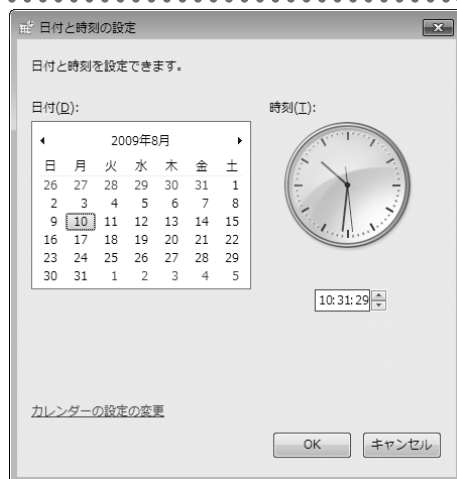 日付と時刻の設定
日付と時刻を設定できます。
日付(D):
時刻(T):
2009年8月
日 月 火 水 木 金 土
26 27 28 29 30 31 1
2 3 4 5 6 7 8
9 10 11 12 13 14 15
16 17 18 19 20 21 22
23 24 25 26 27 28 29
30 31 1 2 3 4 5
10:31:29
カレンダーの設定の変更
OK キャンセル